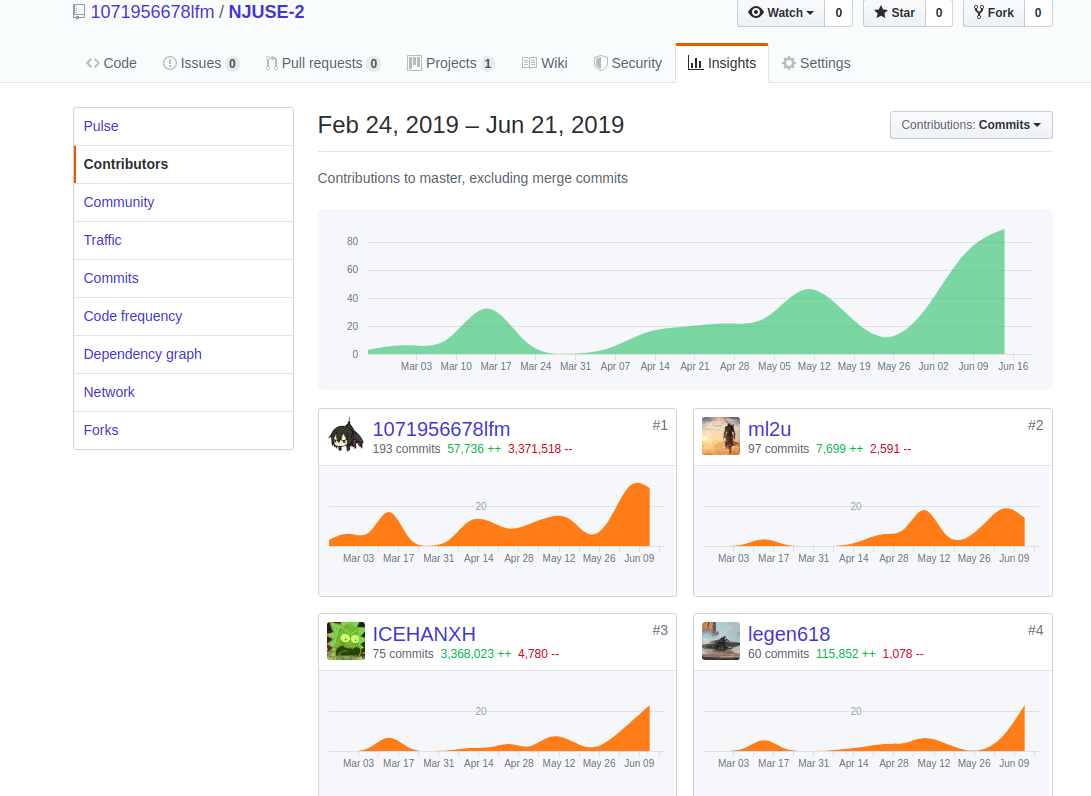 1071956678lfm / NJUSE-2
Watch 0 Star 0 Fork 0
Code Issues 0 Pull requests 0 Projects 1 Wiki Security Insights Settings
Pulse
Contributors
Community
Traffic
Commits
Code frequency
Dependency graph
Network
Forks
Feb 24, 2019 – Jun 21, 2019
Contributions: Commits
Contributions to master, excluding merge commits
80
60
40
20
0
Mar 03 Mar 10 Mar 17 Mar 24 Mar 31 Apr 07 Apr 14 Apr 21 Apr 28 May 05 May 12 May 19 May 26 Jun 02 Jun 09 Jun 16
1071956678lfm #1
193 commits 57,736 ++ 3,371,518 --
20
Mar 03 Mar 17 Mar 31 Apr 14 Apr 28 May 12 May 26 Jun 09
ml2u #2
97 commits 7,699 ++ 2,591 --
20
Mar 03 Mar 17 Mar 31 Apr 14 Apr 28 May 12 May 26 Jun 09
ICEHANXH #3
75 commits 3,368,023 ++ 4,780 --
20
Mar 03 Mar 17 Mar 31 Apr 14 Apr 28 May 12 May 26 Jun 09
legen618 #4
60 commits 115,852 ++ 1,078 --
20
Mar 03 Mar 17 Mar 31 Apr 14 Apr 28 May 12 May 26 Jun 09